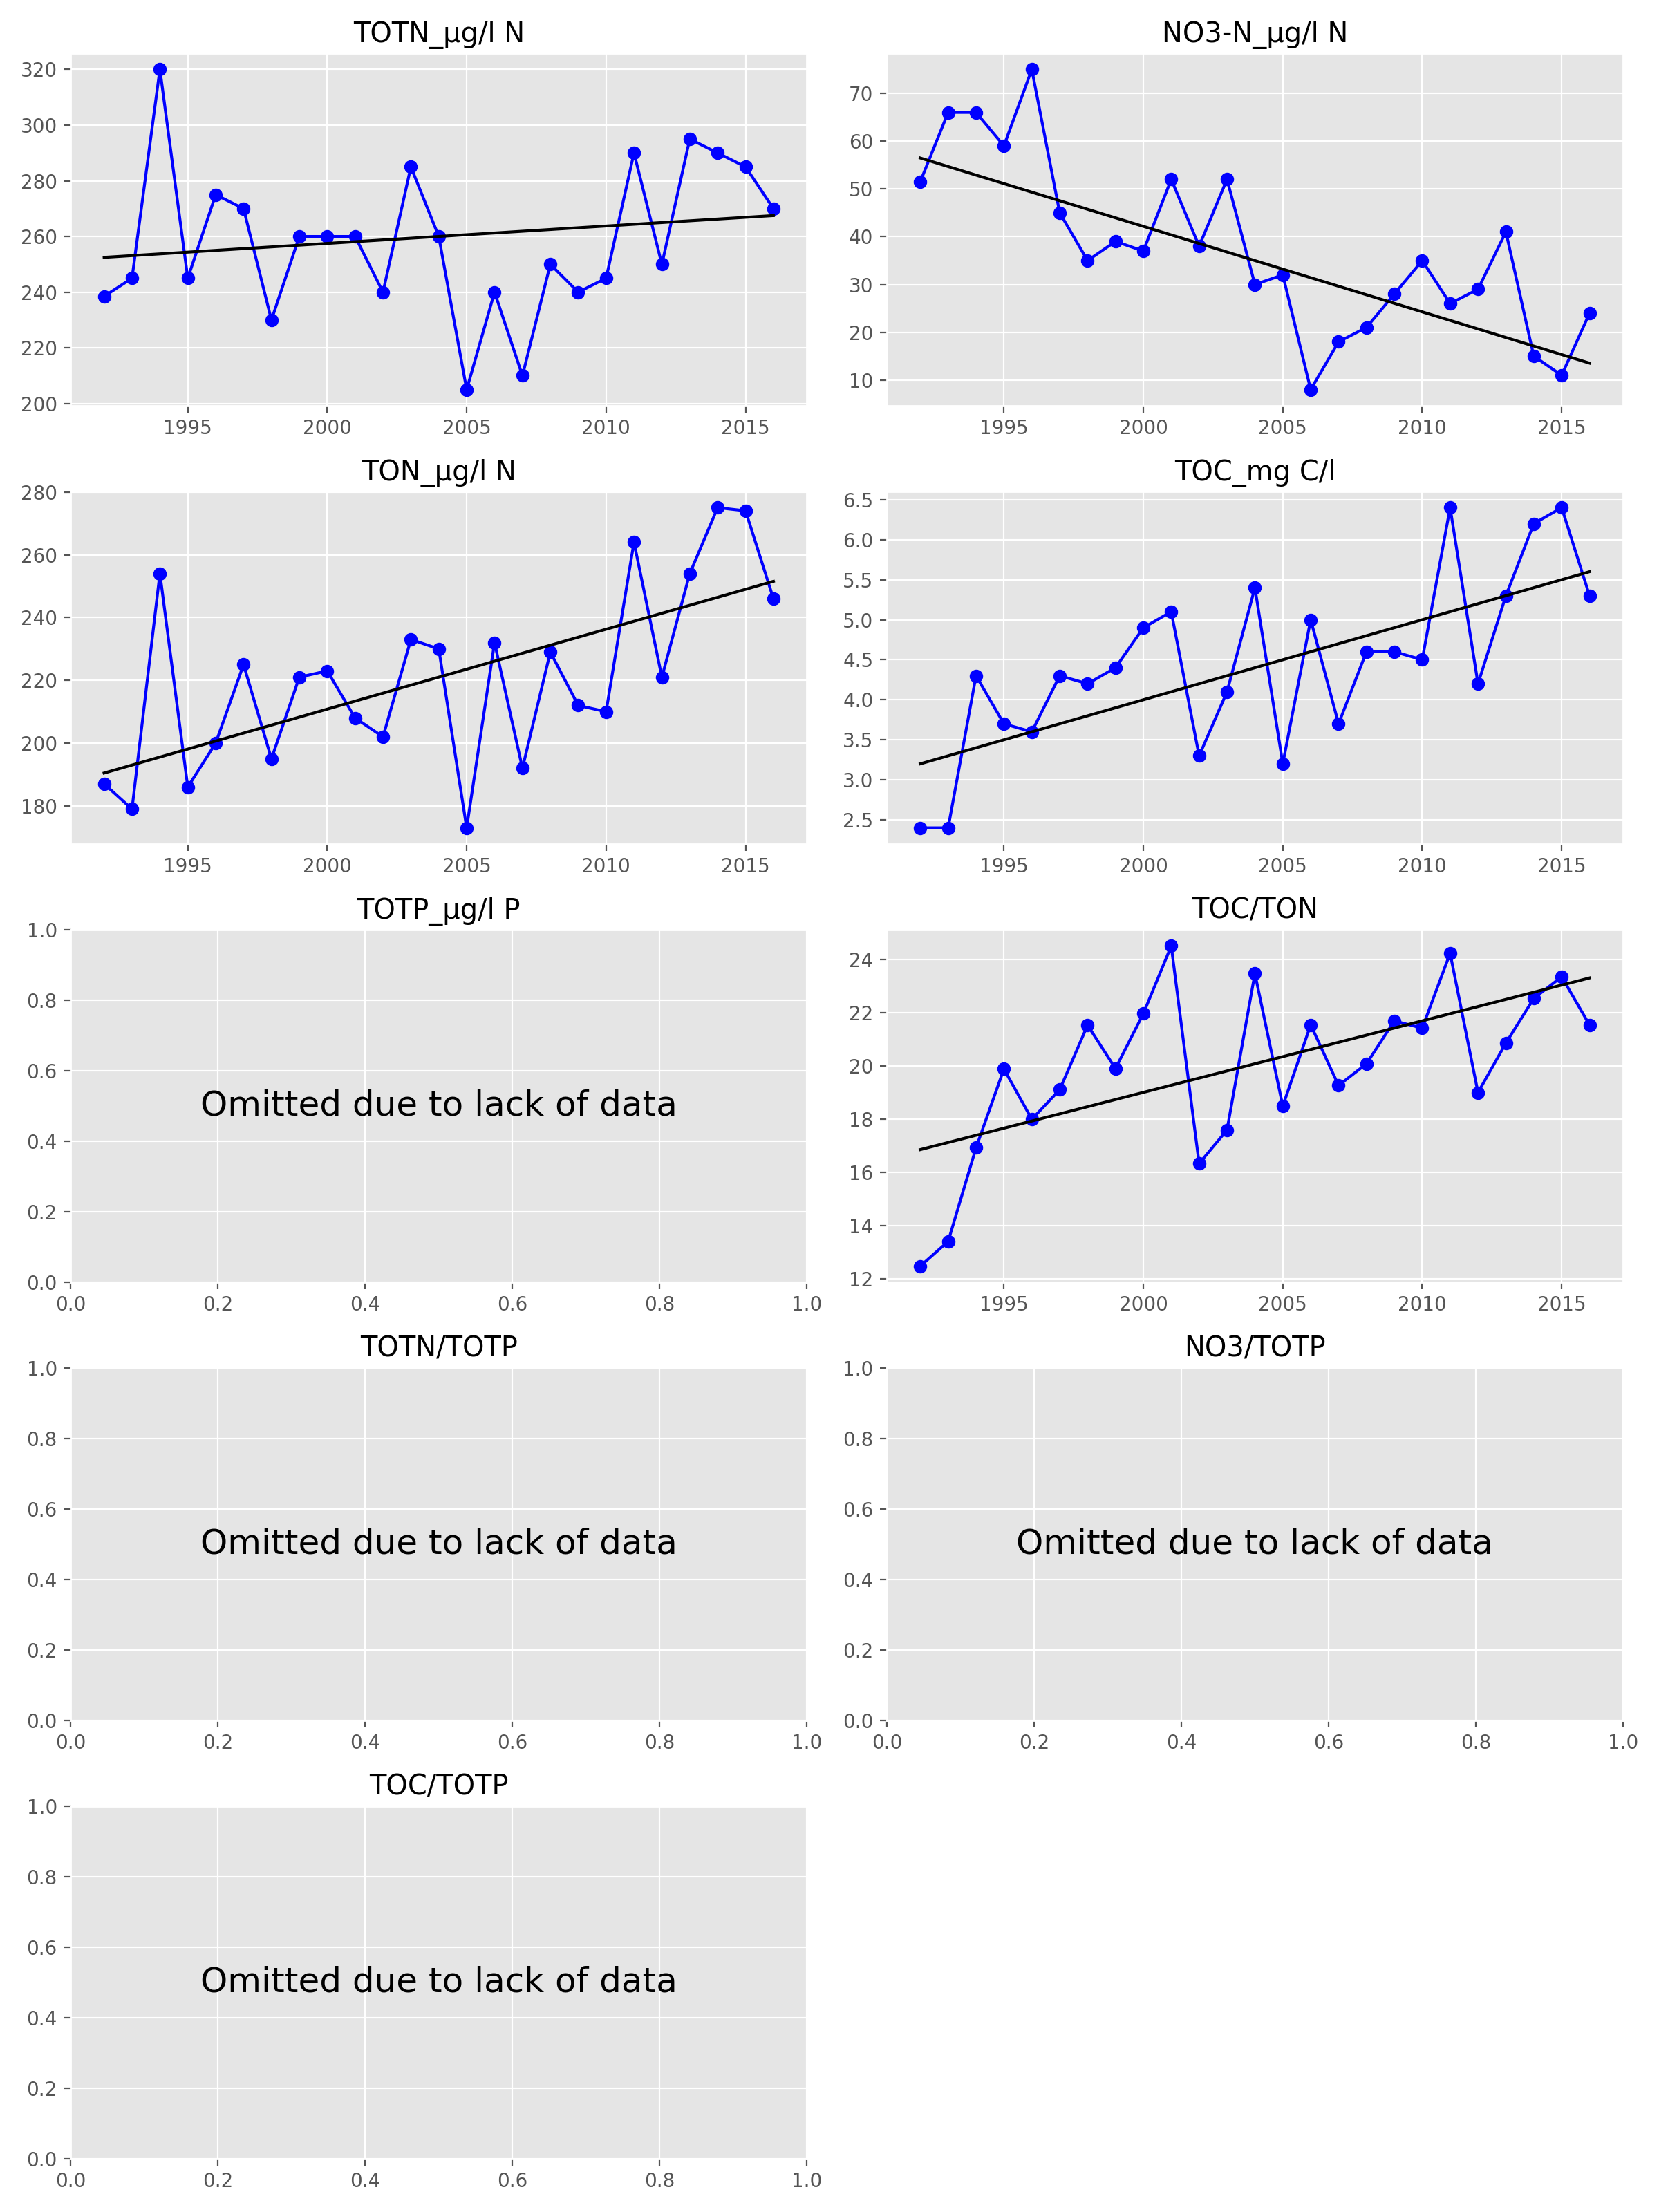 TOTN_µg/l N
320
300
280
260
240
220
200
1995 2000 2005 2010 2015
NO3-N_µg/l N
70
60
50
40
30
20
10
1995 2000 2005 2010 2015
TON_µg/l N
280
260
240
220
200
180
1995 2000 2005 2010 2015
TOC_mg C/l
6.5
6.0
5.5
5.0
4.5
4.0
3.5
3.0
2.5
1995 2000 2005 2010 2015
TOTP_µg/l P
1.0
0.8
0.6
Omitted due to lack of data
0.4
0.2
0.0
0.0 0.2 0.4 0.6 0.8 1.0
TOC/TON
24
22
20
18
16
14
12
1995 2000 2005 2010 2015
TOTN/TOTP
1.0
0.8
0.6
Omitted due to lack of data
0.4
0.2
0.0
0.0 0.2 0.4 0.6 0.8 1.0
NO3/TOTP
1.0
0.8
0.6
Omitted due to lack of data
0.4
0.2
0.0
0.0 0.2 0.4 0.6 0.8 1.0
TOC/TOTP
1.0
0.8
0.6
Omitted due to lack of data
0.4
0.2
0.0
0.0 0.2 0.4 0.6 0.8 1.0